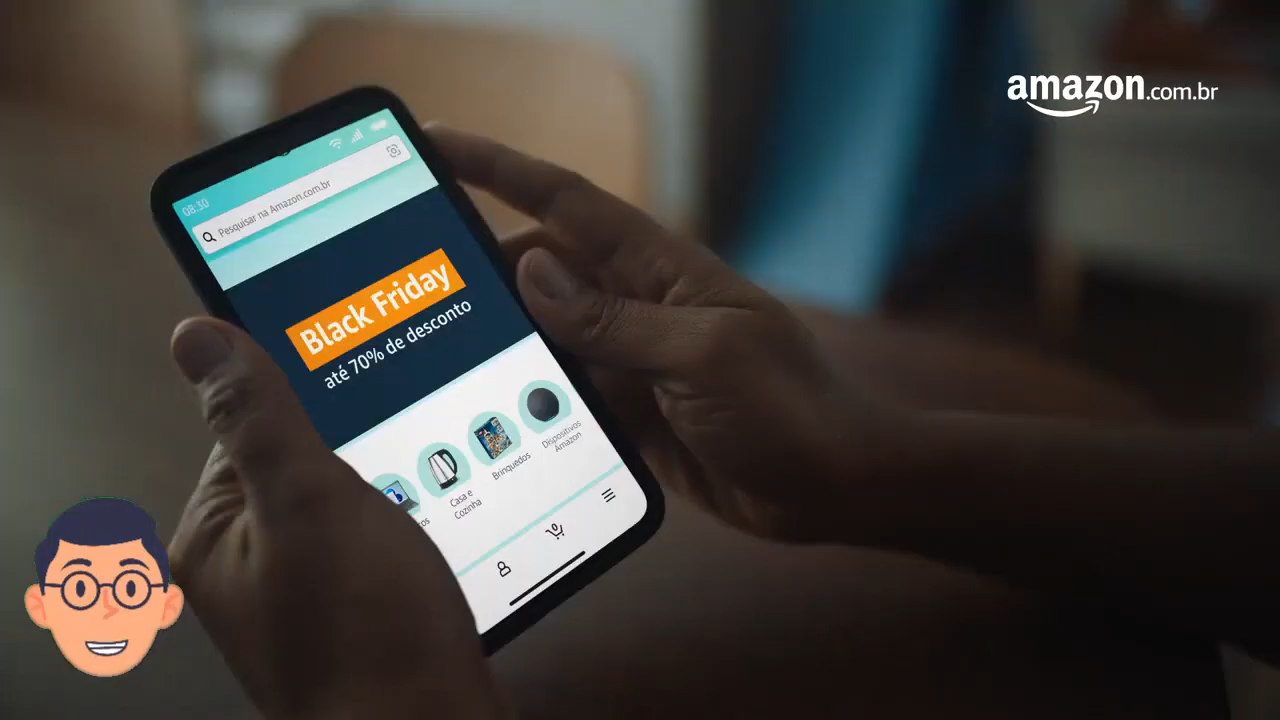 amazon.com.br
08:30
Pesquisar na Amazon.com.br
Black Friday
até 70% de desconto
Dispositivos
Amazon
Brinquedos
Casa e
Cozinha
0